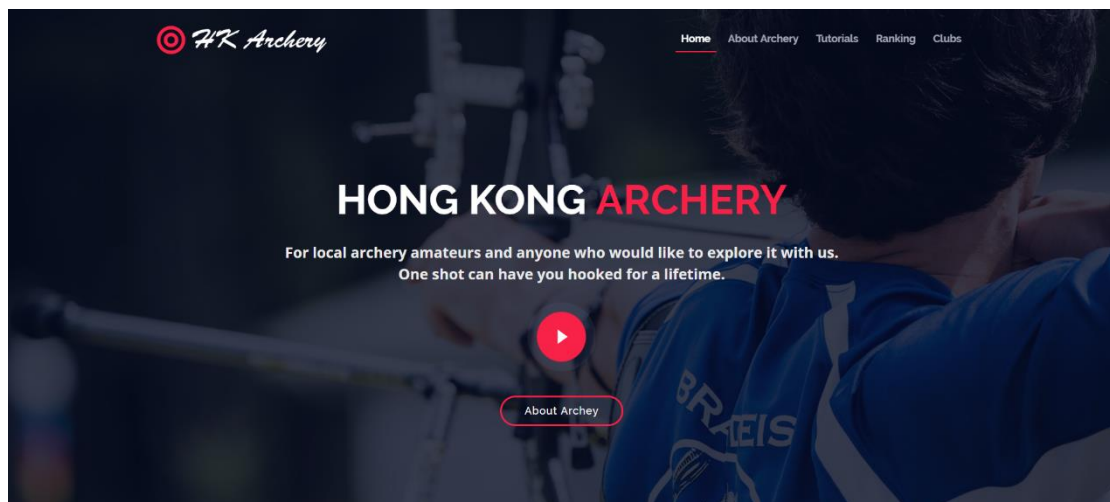 HK Archery
Home About Archery Tutorials Ranking Clubs
HONG KONG ARCHERY
For local archery amateurs and anyone who would like to explore it with us.
One shot can have you hooked for a lifetime.
About Archey